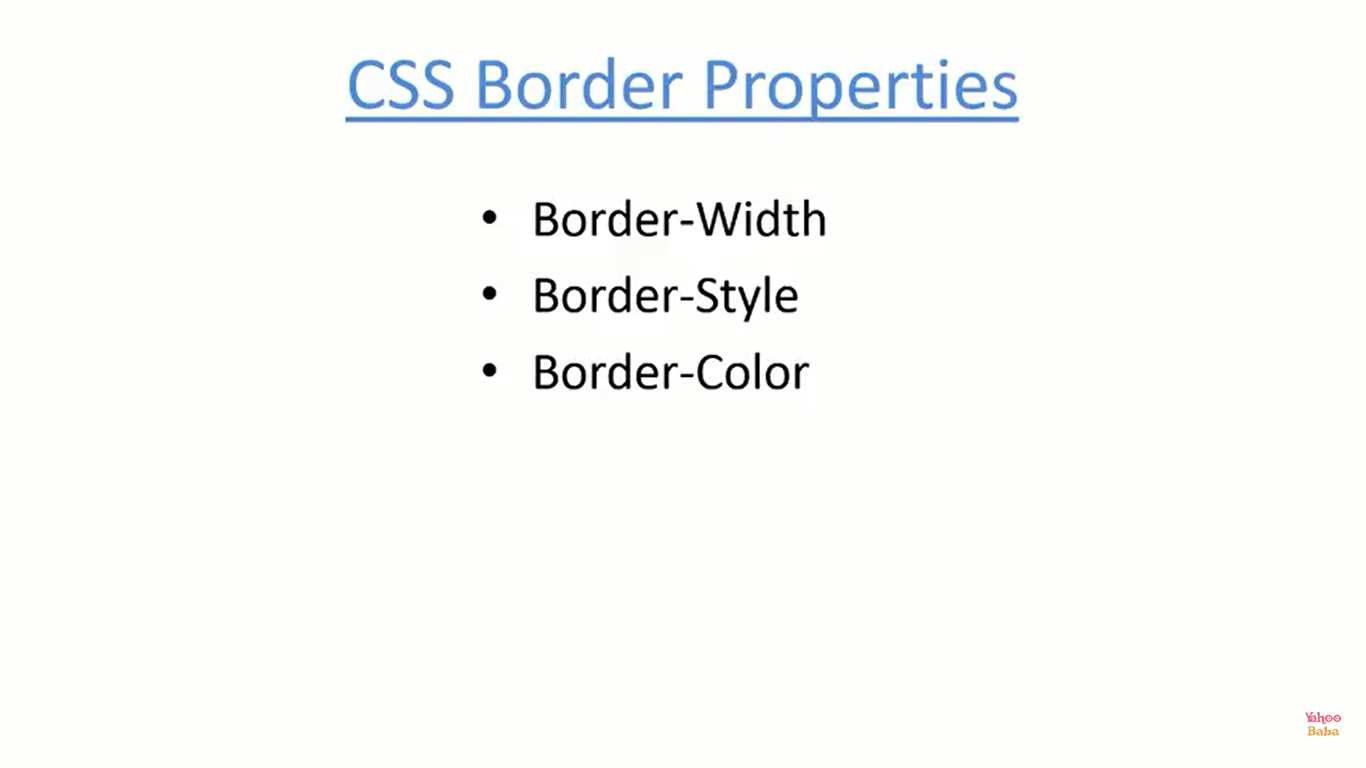 CSS Border Properties
• Border-Width
• Border-Style
• Border-Color
Yahoo
Baba